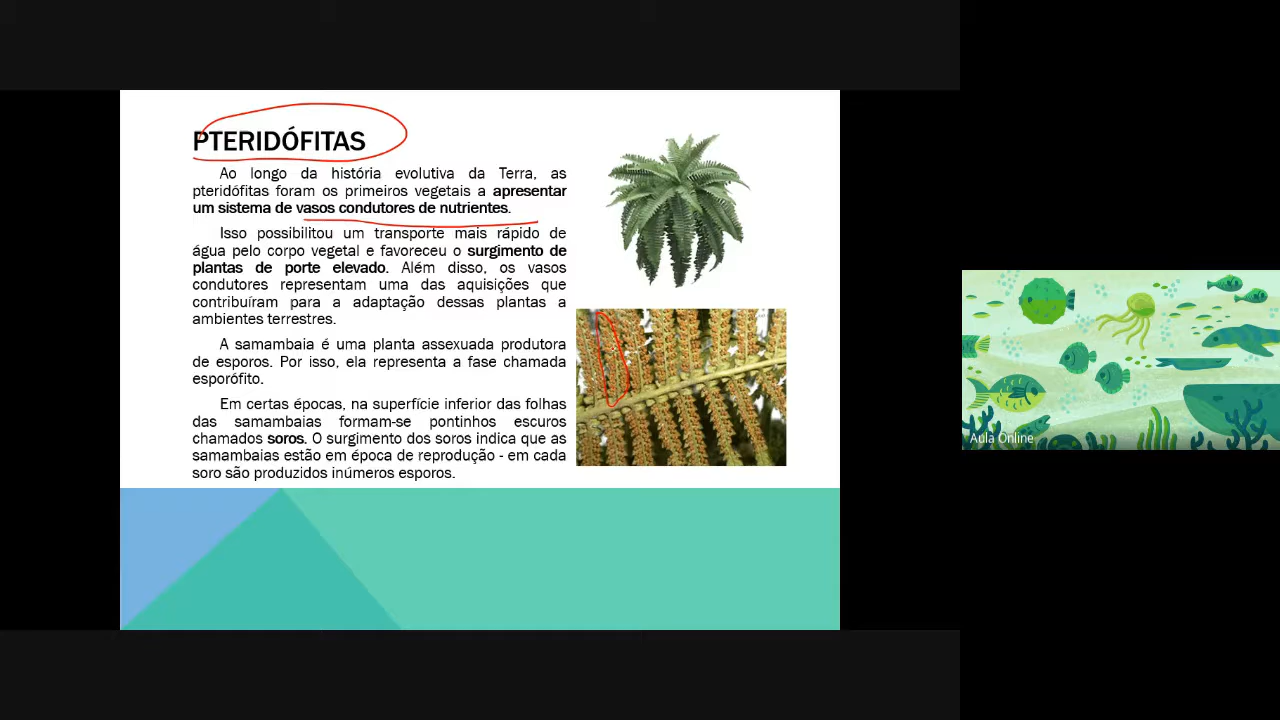 PTERIDÓFITAS
Ao longo da história evolutiva da Terra, as
pteridófitas foram os primeiros vegetais a apresentar
um sistema de vasos condutores de nutrientes.
Isso possibilitou um transporte mais rápido de
água pelo corpo vegetal e favoreceu o surgimento de
plantas de porte elevado. Além disso, os vasos
condutores representam uma das aquisições que
contribuíram para a adaptação dessas plantas a
ambientes terrestres.
A samambaia é uma planta assexuada produtora
de esporos. Por isso, ela representa a fase chamada
esporófito.
Em certas épocas, na superfície inferior das folhas
das samambaias formam-se pontinhos escuros
chamados soros. O surgimento dos soros indica que as
samambaias estão em época de reprodução - em cada
soro são produzidos inúmeros esporos.
Aula Online